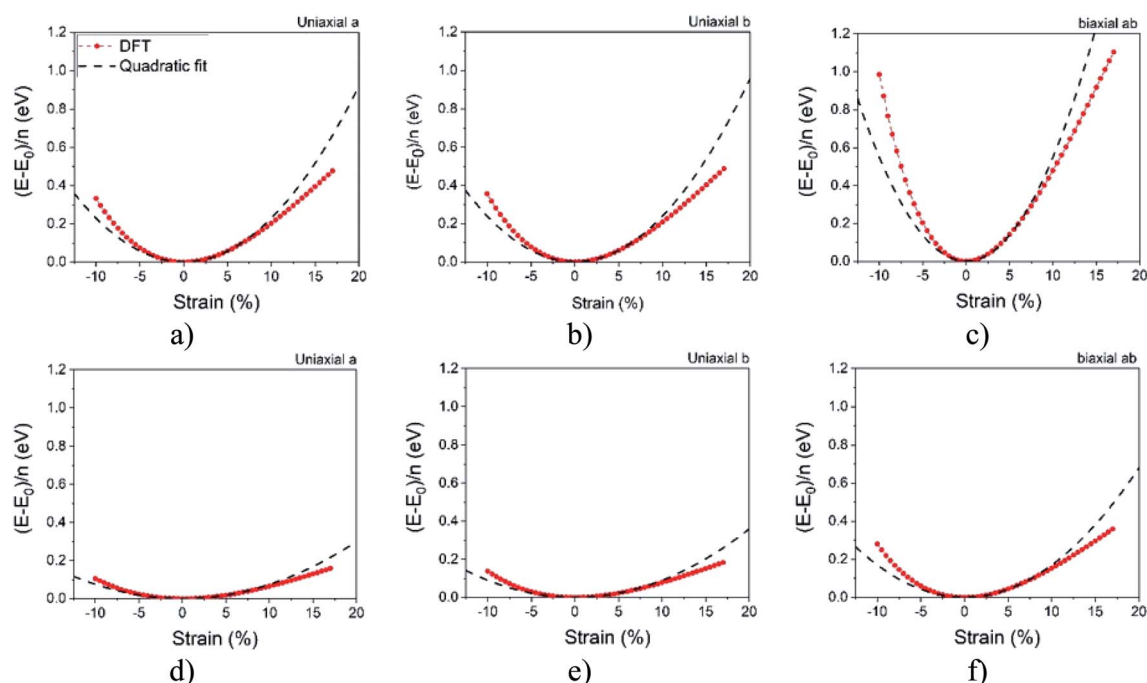 Uniaxial a
1.2
1.0
0.8
0.6
0.4
0.2
0.0
(E-E₀)/n (eV)
DFT
Quadratic fit
-10 -5 0 5 10 15 20
Strain (%)
a)
Uniaxial b
1.2
1.0
0.8
0.6
0.4
0.2
0.0
(E-E₀)/n (eV)
-10 -5 0 5 10 15 20
Strain (%)
b)
biaxial ab
1.2
1.0
0.8
0.6
0.4
0.2
0.0
(E-E₀)/n (eV)
-10 -5 0 5 10 15 20
Strain (%)
c)
Uniaxial a
1.2
1.0
0.8
0.6
0.4
0.2
0.0
(E-E₀)/n (eV)
-10 -5 0 5 10 15 20
Strain (%)
d)
Uniaxial b
1.2
1.0
0.8
0.6
0.4
0.2
0.0
(E-E₀)/n (eV)
-10 -5 0 5 10 15 20
Strain (%)
e)
biaxial ab
1.2
1.0
0.8
0.6
0.4
0.2
0.0
(E-E₀)/n (eV)
-10 -5 0 5 10 15 20
Strain (%)
f)